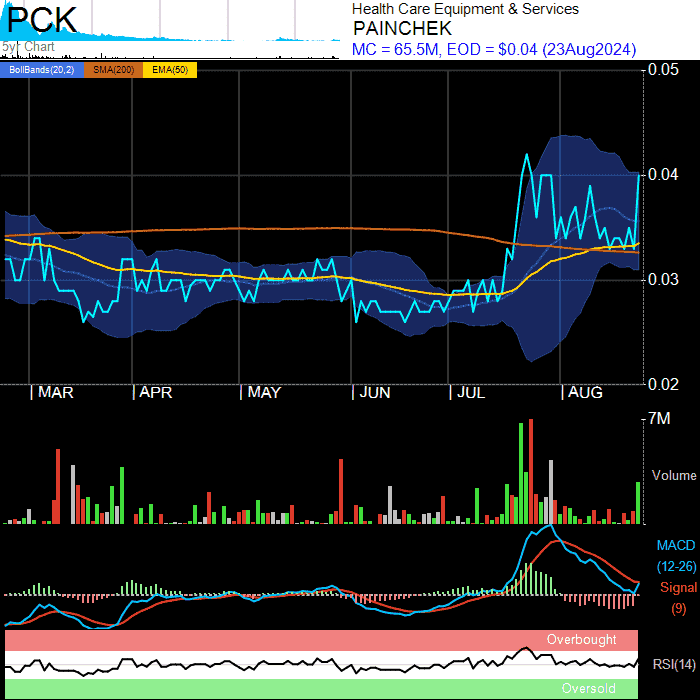 PCK
5yr Chart
Health Care Equipment & Services
PAINCHEK
MC = 65.5M, EOD = $0.04 (23Aug2024)
BollBands(20,2) SMA(200) EMA(50)
0.05
0.04
0.03
0.02
| MAR | APR | MAY | JUN | JUL | AUG
7M
Volume
MACD
(12-26)
Signal
(9)
Overbought
RSI(14)
Oversold